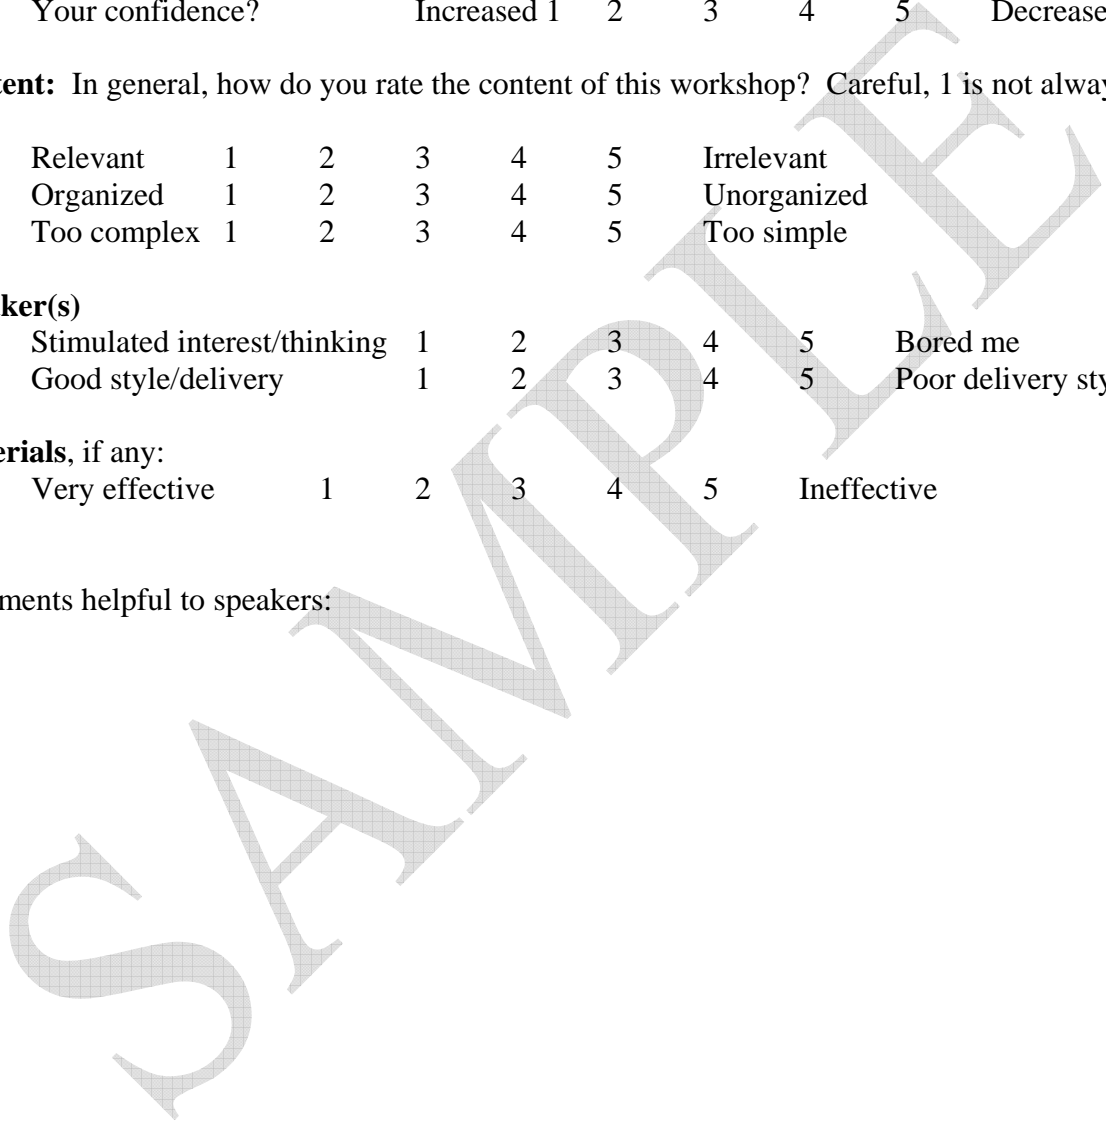 Your confidence? Increased 1 2 3 4 5 Decrease
tent: In general, how do you rate the content of this workshop? Careful, 1 is not alway
Relevant 1 2 3 4 5 Irrelevant
Organized 1 2 3 4 5 Unorganized
Too complex 1 2 3 4 5 Too simple
ker(s)
Stimulated interest/thinking 1 2 3 4 5 Bored me
Good style/delivery 1 2 3 4 5 Poor delivery sty
erials, if any:
Very effective 1 2 3 4 5 Ineffective
ments helpful to speakers:
SAMPLE